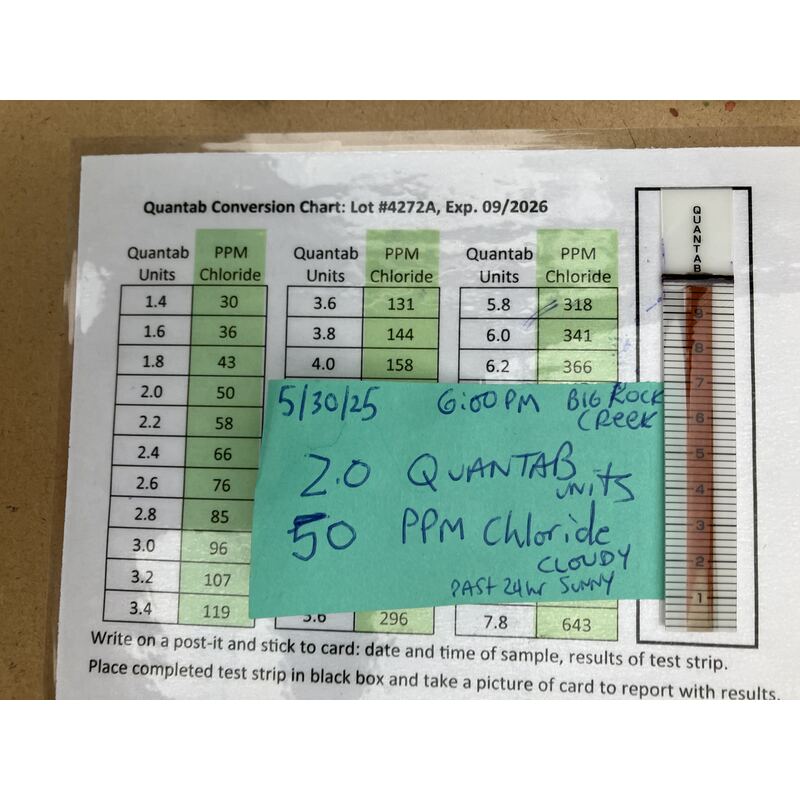 Quantab Conversion Chart: Lot #4272A, Exp. 09/2026
Quantab Units PPM Chloride
1.4 30
1.6 36
1.8 43
2.0 50
2.2 58
2.4 66
2.6 76
2.8 85
3.0 96
3.2 107
3.4 119
Quantab Units PPM Chloride
3.6 131
3.8 144
4.0 158
5.6 296
Quantab Units PPM Chloride
5.8 318
6.0 341
6.2 366
7.8 643
5/30/25 6:00 PM BIG ROCK CREEK
2.0 QUANTAB UNITS
50 PPM Chloride
CLOUDY
PAST 24 Hr SUNNY
QUANTAB
9
8
7
6
5
4
3
2
1
Write on a post-it and stick to card: date and time of sample, results of test strip.
Place completed test strip in black box and take a picture of card to report with results.